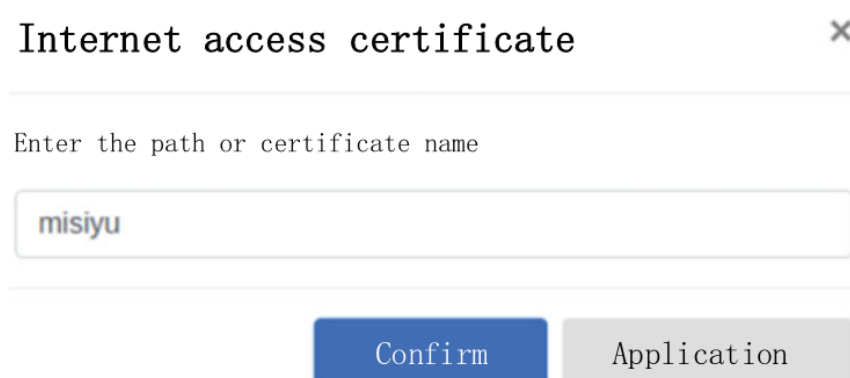 Internet access certificate ×
Enter the path or certificate name
misiyu
Confirm Application